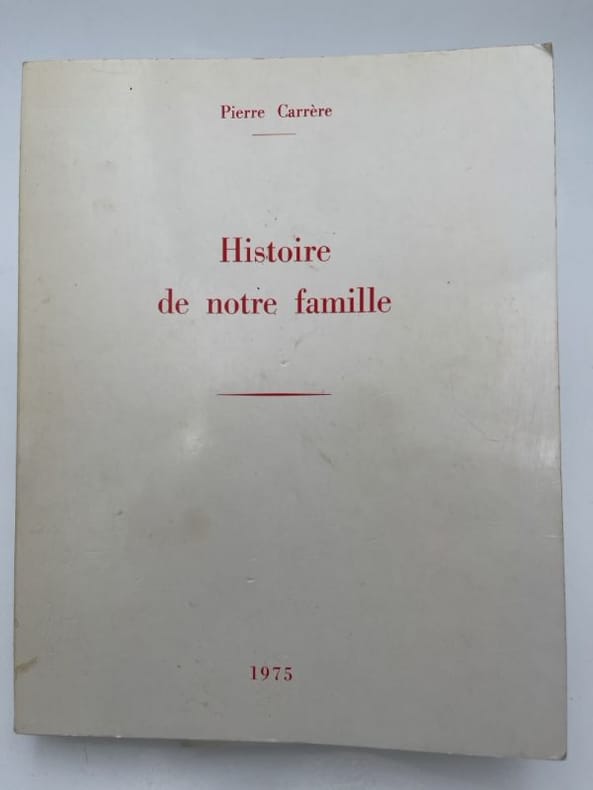 Pierre Carrère
Histoire
de notre famille
1975